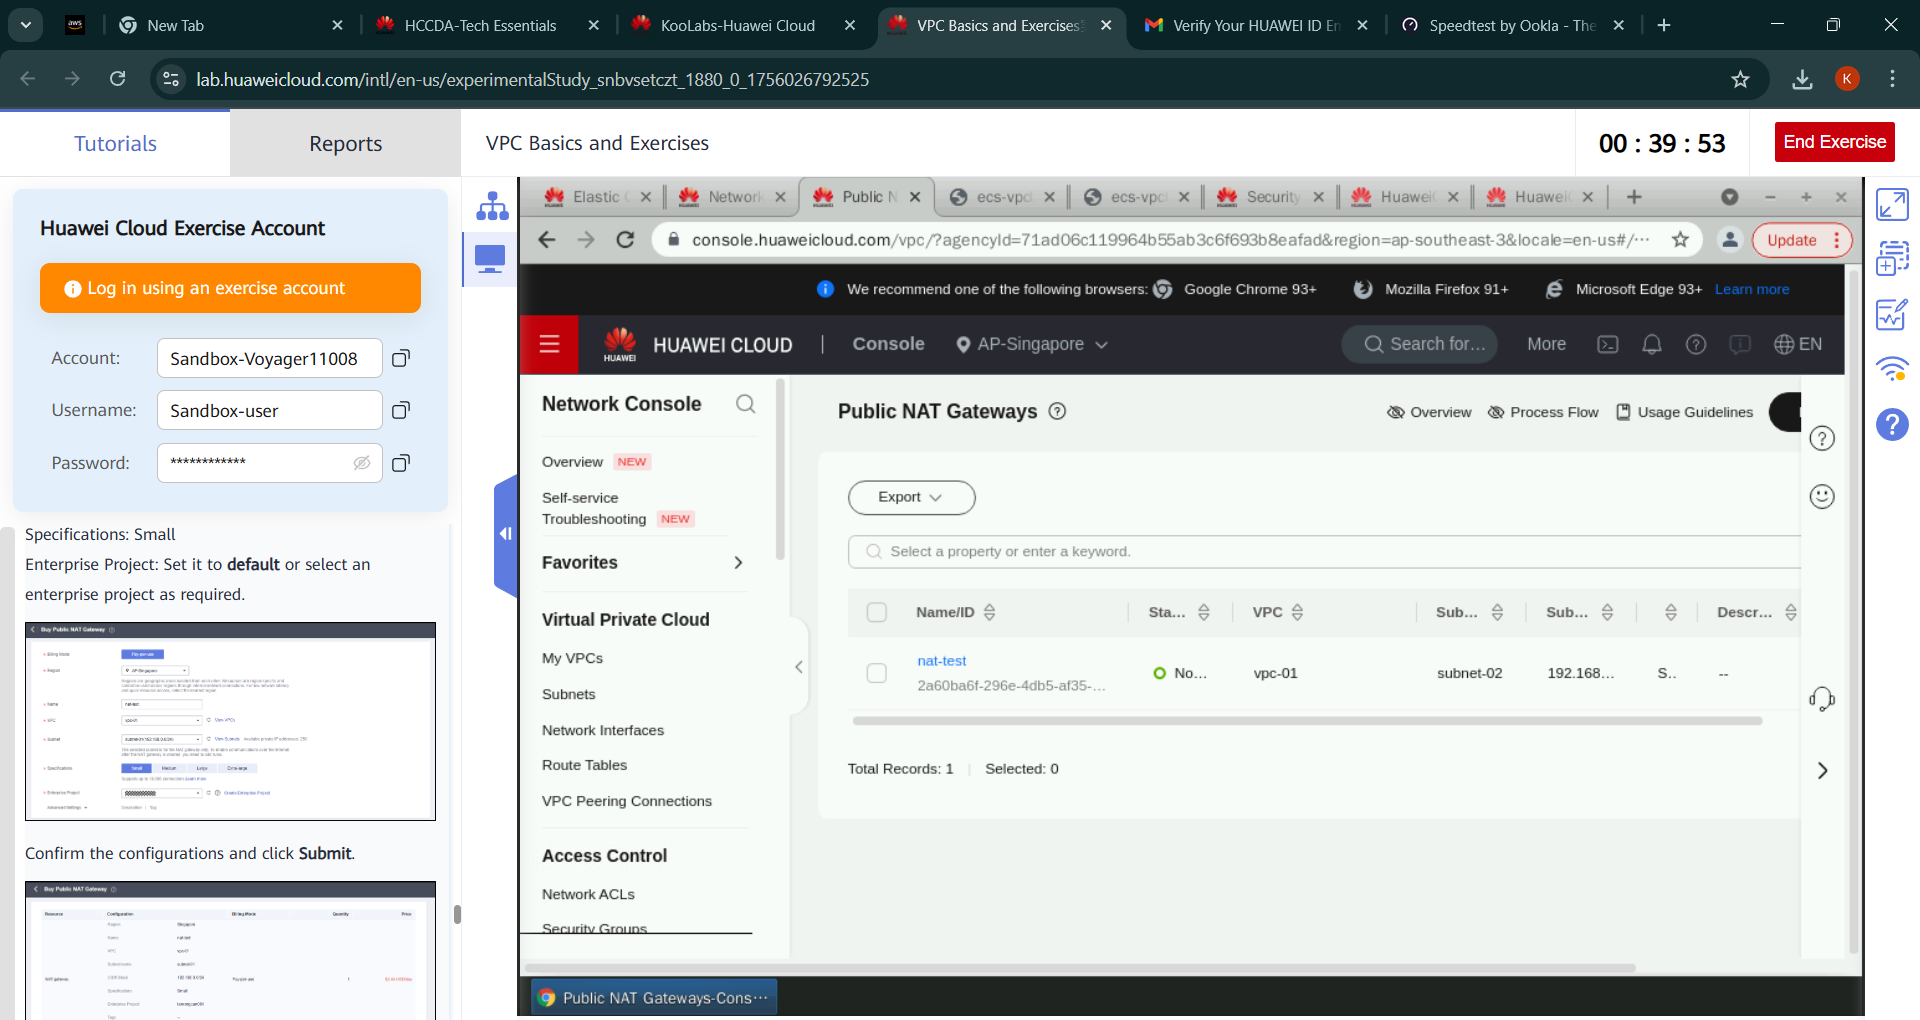 New Tab
HCCDA-Tech Essentials
KooLabs-Huawei Cloud
VPC Basics and Exercises
Verify Your HUAWEI ID En
Speedtest by Ookla - The
lab.huaweicloud.com/intl/en-us/experimentalStudy_snbvsetczt_1880_0_1756026792525
K
Tutorials
Reports
VPC Basics and Exercises
00 : 39 : 53
End Exercise
Huawei Cloud Exercise Account
Log in using an exercise account
Account:
Sandbox-Voyager11008
Username:
Sandbox-user
Password:
************
Specifications: Small
Enterprise Project: Set it to default or select an
enterprise project as required.
Buy Public NAT Gateway
Confirm the configurations and click Submit.
Buy Public NAT Gateway
Elastic
Network
Public N
ecs-vpc
ecs-vpc
Security
Huawei
Huawei
console.huaweicloud.com/vpc/?agencyId=71ad06c119964b55ab3c6f693b8eafad&region=ap-southeast-3&locale=en-us#/···
Update
We recommend one of the following browsers:
Google Chrome 93+
Mozilla Firefox 91+
Microsoft Edge 93+
Learn more
HUAWEI
HUAWEI CLOUD
Console
AP-Singapore
Search for...
More
EN
Network Console
Overview NEW
Self-service
Troubleshooting NEW
Favorites
Virtual Private Cloud
My VPCs
Subnets
Network Interfaces
Route Tables
VPC Peering Connections
Access Control
Network ACLs
Security Groups
Public NAT Gateways
Overview
Process Flow
Usage Guidelines
Export
Select a property or enter a keyword.
Name/ID
Sta...
VPC
Sub...
Sub...
Descr...
nat-test
2a60ba6f-296e-4db5-af35-...
No...
vpc-01
subnet-02
192.168...
S..
--
Total Records: 1
Selected: 0
Public NAT Gateways-Cons···